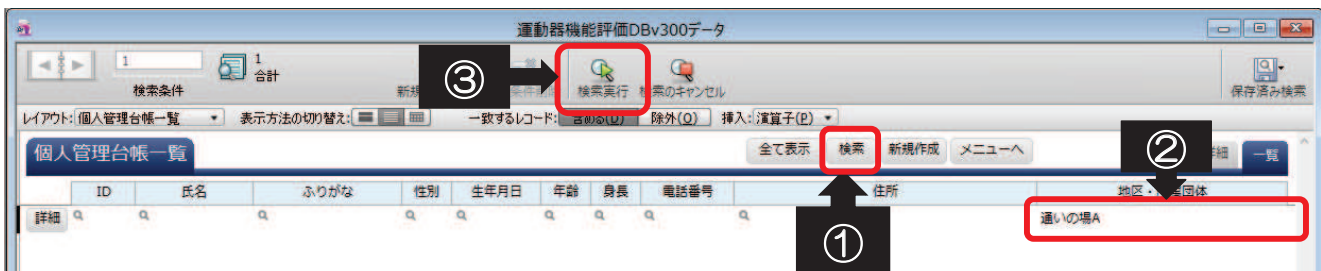 運動器機能評価DBv300データ
1
検索条件
1
合計
③
検索実行
検索のキャンセル
保存済み検索
レイアウト: 個人管理台帳一覧
表示方法の切り替え:
一致するレコード: 含める(U) 除外(O) 挿入: 演算子(P)
個人管理台帳一覧
全て表示 検索 新規作成 メニューへ
②
詳細 一覧
ID 氏名 ふりがな 性別 生年月日 年齢 身長 電話番号 住所
詳細
通いの場A
①